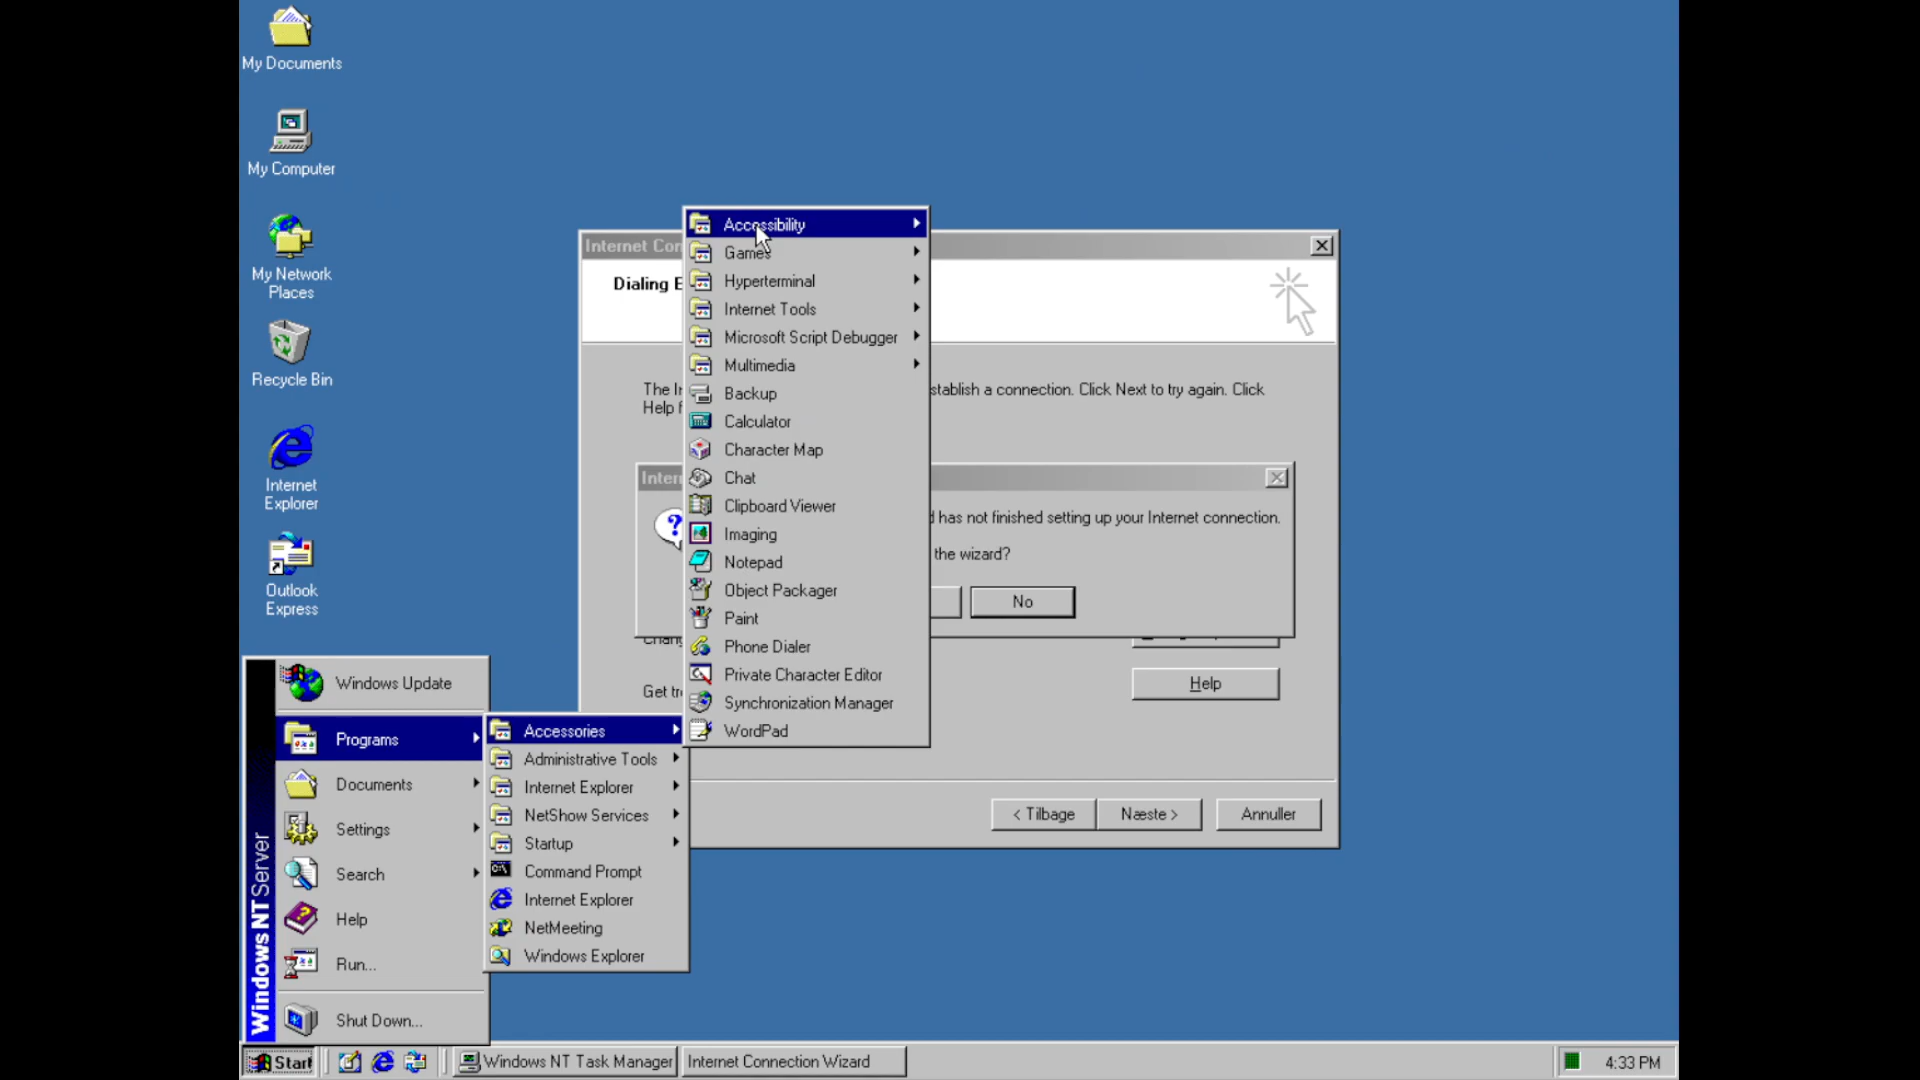 My Documents
My Computer
My Network
Places
Recycle Bin
Internet
Explorer
Outlook
Express
Internet Con
Dialing E
stablish a connection. Click Next to try again. Click
Help f
has not finished setting up your Internet connection.
the wizard?
No
Help
< Tilbage
Næste >
Annuller
Accessibility
Games
Hyperterminal
Internet Tools
Microsoft Script Debugger
Multimedia
Backup
Calculator
Character Map
Chat
Clipboard Viewer
Imaging
Notepad
Object Packager
Paint
Phone Dialer
Private Character Editor
Synchronization Manager
WordPad
Accessories
Administrative Tools
Internet Explorer
NetShow Services
Startup
Command Prompt
Internet Explorer
NetMeeting
Windows Explorer
Windows Update
Programs
Documents
Settings
Search
Help
Run...
Shut Down...
Windows NT Server
Start
Windows NT Task Manager
Internet Connection Wizard
4:33 PM